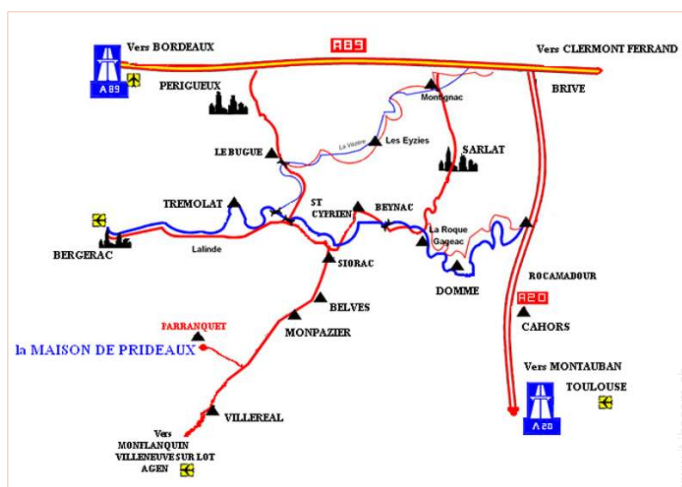 A89
Vers BORDEAUX
Vers CLERMONT FERRAND
A 89
PERIGUEUX
BRIVE
Montignac
La Vézère
Les Eyzies
LE BUGUE
SARLAT
TREMOLAT
ST
CYPRIEN
BEYNAC
La Roque
Gageac
BERGERAC
Lalinde
SIORAC
DOMME
ROCAMADOUR
A20
BELVES
MONPAZIER
CAHORS
PARRANQUET
la MAISON DE PRIDEAUX
Vers MONTAUBAN
TOULOUSE
A 20
VILLEREAL
Vers
MONFLANQUIN
VILLENEUVE SUR LOT
AGEN